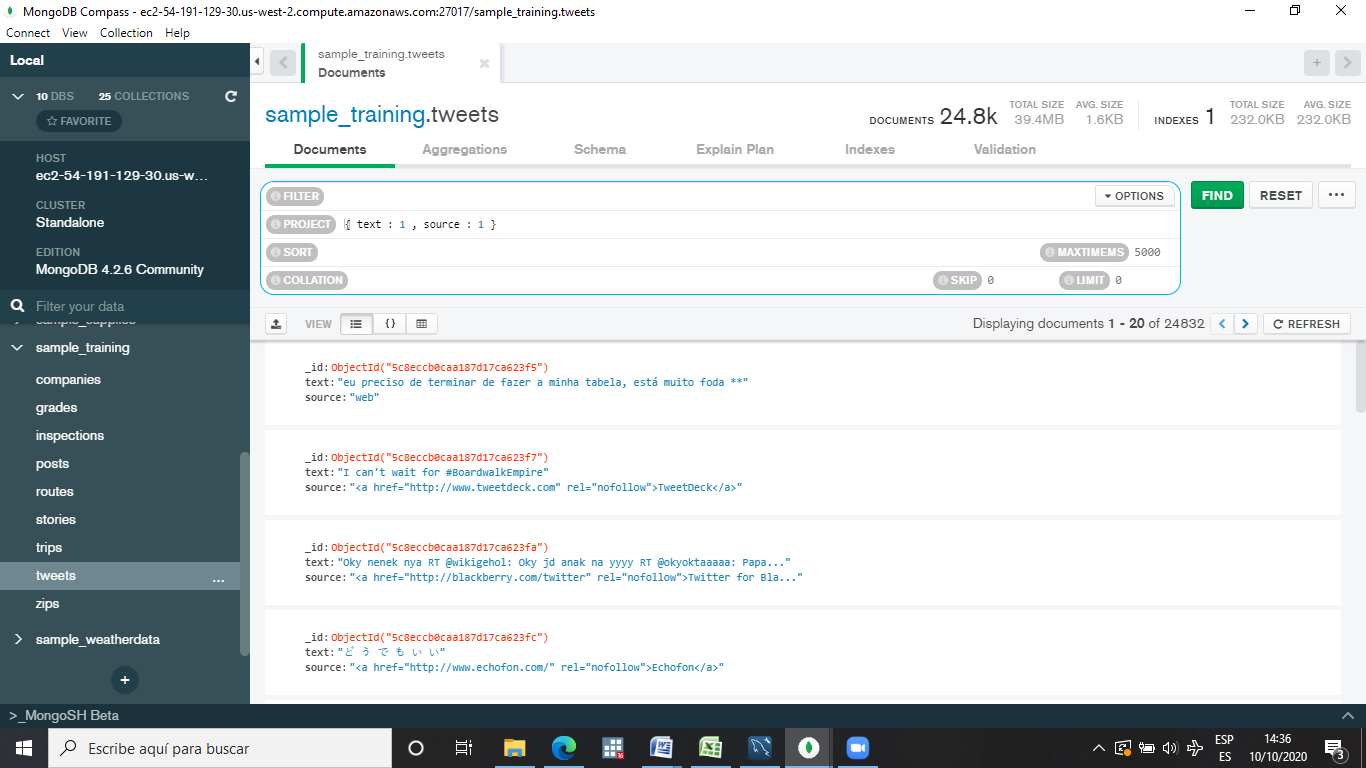 MongoDB Compass - ec2-54-191-129-30.us-west-2.compute.amazonaws.com:27017/sample_training.tweets
Connect View Collection Help
Local
10 DBS 25 COLLECTIONS
FAVORITE
HOST
ec2-54-191-129-30.us-w...
CLUSTER
Standalone
EDITION
MongoDB 4.2.6 Community
Filter your data
sample_supplies
sample_training
companies
grades
inspections
posts
routes
stories
trips
tweets ...
zips
sample_weatherdata
sample_training.tweets
Documents
sample_training.tweets
DOCUMENTS 24.8k TOTAL SIZE 39.4MB AVG. SIZE 1.6KB
INDEXES 1 TOTAL SIZE 232.0KB AVG. SIZE 232.0KB
Documents Aggregations Schema Explain Plan Indexes Validation
FILTER OPTIONS FIND RESET ...
PROJECT { text : 1 , source : 1 }
SORT MAXTIMEMS 5000
COLLATION SKIP 0 LIMIT 0
VIEW {} Displaying documents 1 - 20 of 24832 < > REFRESH
_id: ObjectId("5c8eccb0caa187d17ca623f5")
text: "eu preciso de terminar de fazer a minha tabela, está muito foda **"
source: "web"
_id: ObjectId("5c8eccb0caa187d17ca623f7")
text: "I can't wait for #BoardwalkEmpire"
source: "<a href="http://www.tweetdeck.com" rel="nofollow">TweetDeck</a>"
_id: ObjectId("5c8eccb0caa187d17ca623fa")
text: "Oky nenek nya RT @wikigehol: Oky jd anak na yyyy RT @okyoktaaaaa: Papa..."
source: "<a href="http://blackberry.com/twitter" rel="nofollow">Twitter for Bla..."
_id: ObjectId("5c8eccb0caa187d17ca623fc")
text: "どうでもいい"
source: "<a href="http://www.echofon.com/" rel="nofollow">Echofon</a>"
>_MongoSH Beta
Escribe aquí para buscar
ESP
ES
14:36
10/10/2020
3